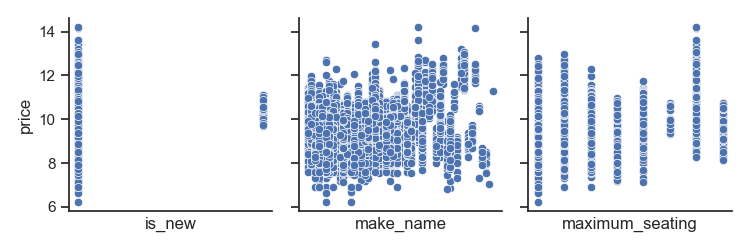 14
12
10
8
6
price
is_new
make_name
maximum_seating